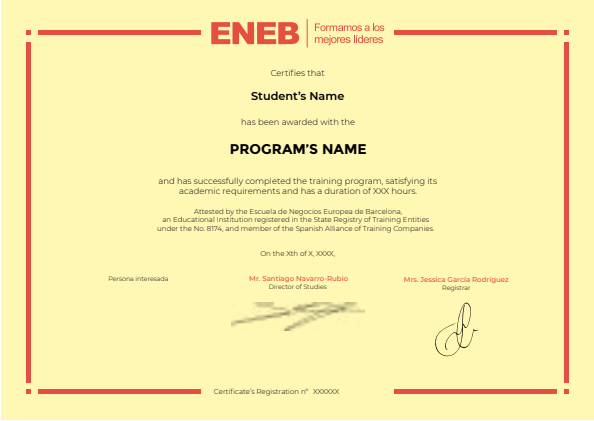 ENEB
Formamos a los
mejores líderes
Certifies that
Student's Name
has been awarded with the
PROGRAM'S NAME
and has successfully completed the training program, satisfying its
academic requirements and has a duration of XXX hours.
Attested by the Escuela de Negocios Europea de Barcelona,
an Educational Institution registered in the State Registry of Training Entities
under the No. 8174, and member of the Spanish Alliance of Training Companies.
On the Xth of X, XXXX,
Persona interesada
Mr. Santiago Navarro-Rubio
Director of Studies
Mrs. Jessica García Rodríguez
Registrar
Certificate's Registration nº XXXXXX